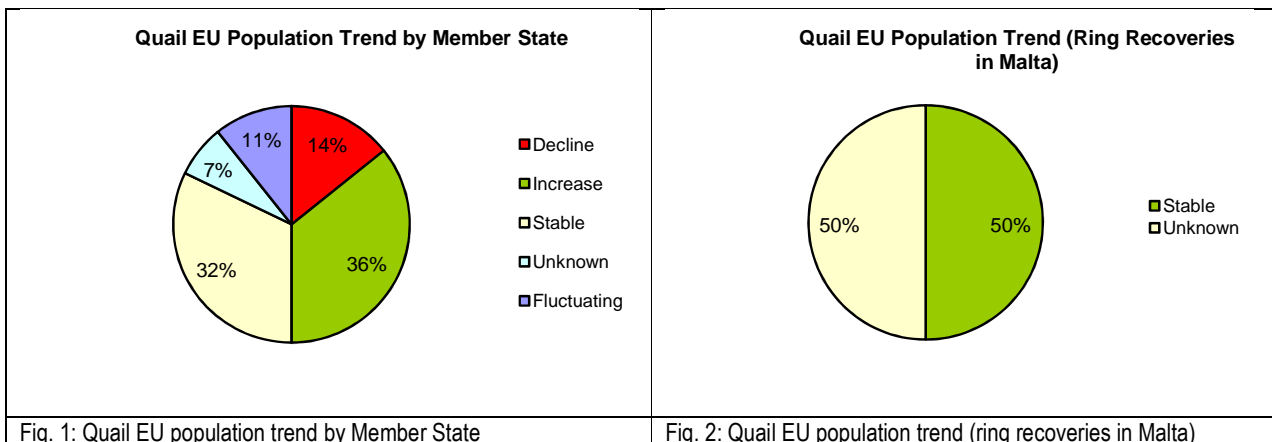 Quail EU Population Trend by Member State
14%
36%
32%
7%
11%
Decline
Increase
Stable
Unknown
Fluctuating
Fig. 1: Quail EU population trend by Member State
Quail EU Population Trend (Ring Recoveries
in Malta)
50%
50%
Stable
Unknown
Fig. 2: Quail EU population trend (ring recoveries in Malta)